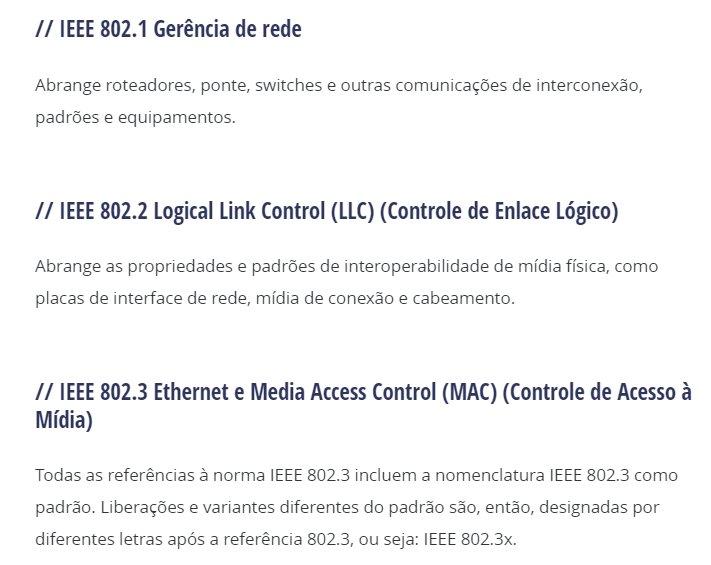 // IEEE 802.1 Gerência de rede
Abrange roteadores, ponte, switches e outras comunicações de interconexão,
padrões e equipamentos.
// IEEE 802.2 Logical Link Control (LLC) (Controle de Enlace Lógico)
Abrange as propriedades e padrões de interoperabilidade de mídia física, como
placas de interface de rede, mídia de conexão e cabeamento.
// IEEE 802.3 Ethernet e Media Access Control (MAC) (Controle de Acesso à
Mídia)
Todas as referências à norma IEEE 802.3 incluem a nomenclatura IEEE 802.3 como
padrão. Liberações e variantes diferentes do padrão são, então, designadas por
diferentes letras após a referência 802.3, ou seja: IEEE 802.3x.